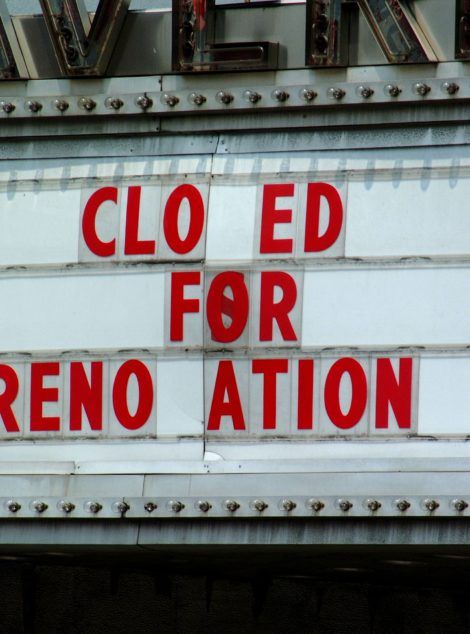 CLO ED
FOR
RENO ATION